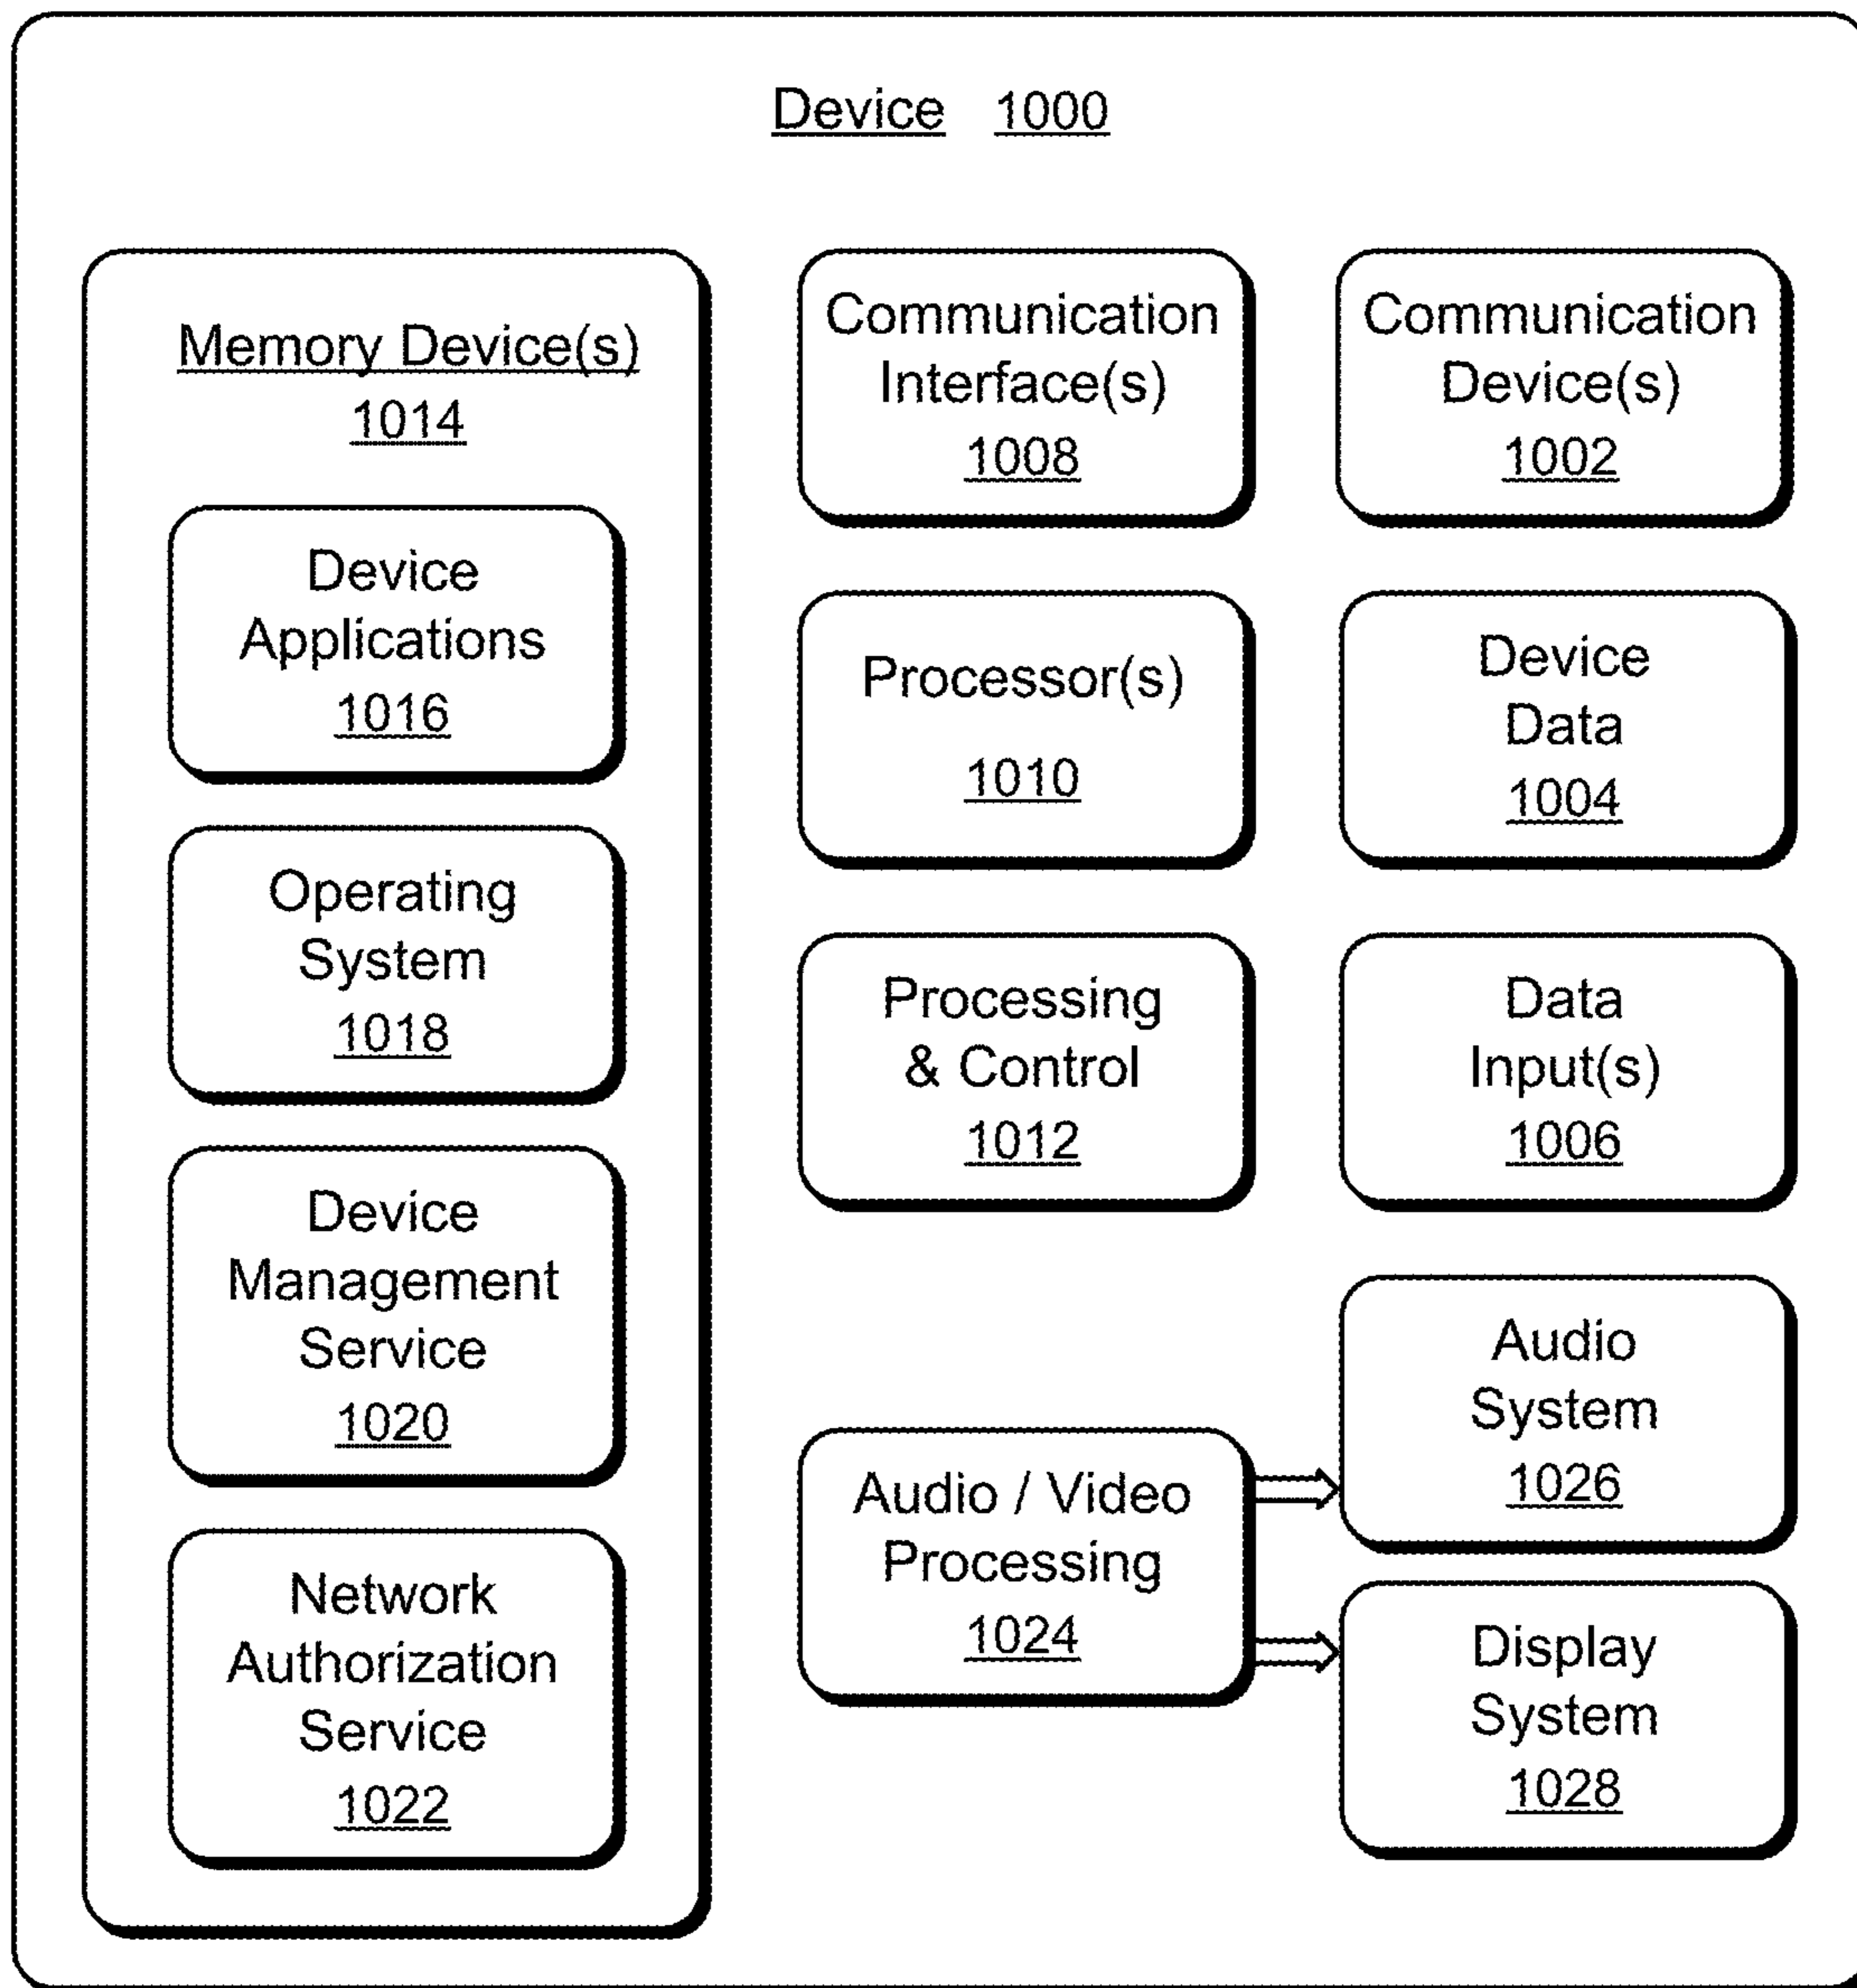 Device 1000
Memory Device(s)
1014
Device
Applications
1016
Operating
System
1018
Device
Management
Service
1020
Network
Authorization
Service
1022
Communication
Interface(s)
1008
Communication
Device(s)
1002
Processor(s)
1010
Device
Data
1004
Processing
& Control
1012
Data
Input(s)
1006
Audio / Video
Processing
1024
Audio
System
1026
Display
System
1028